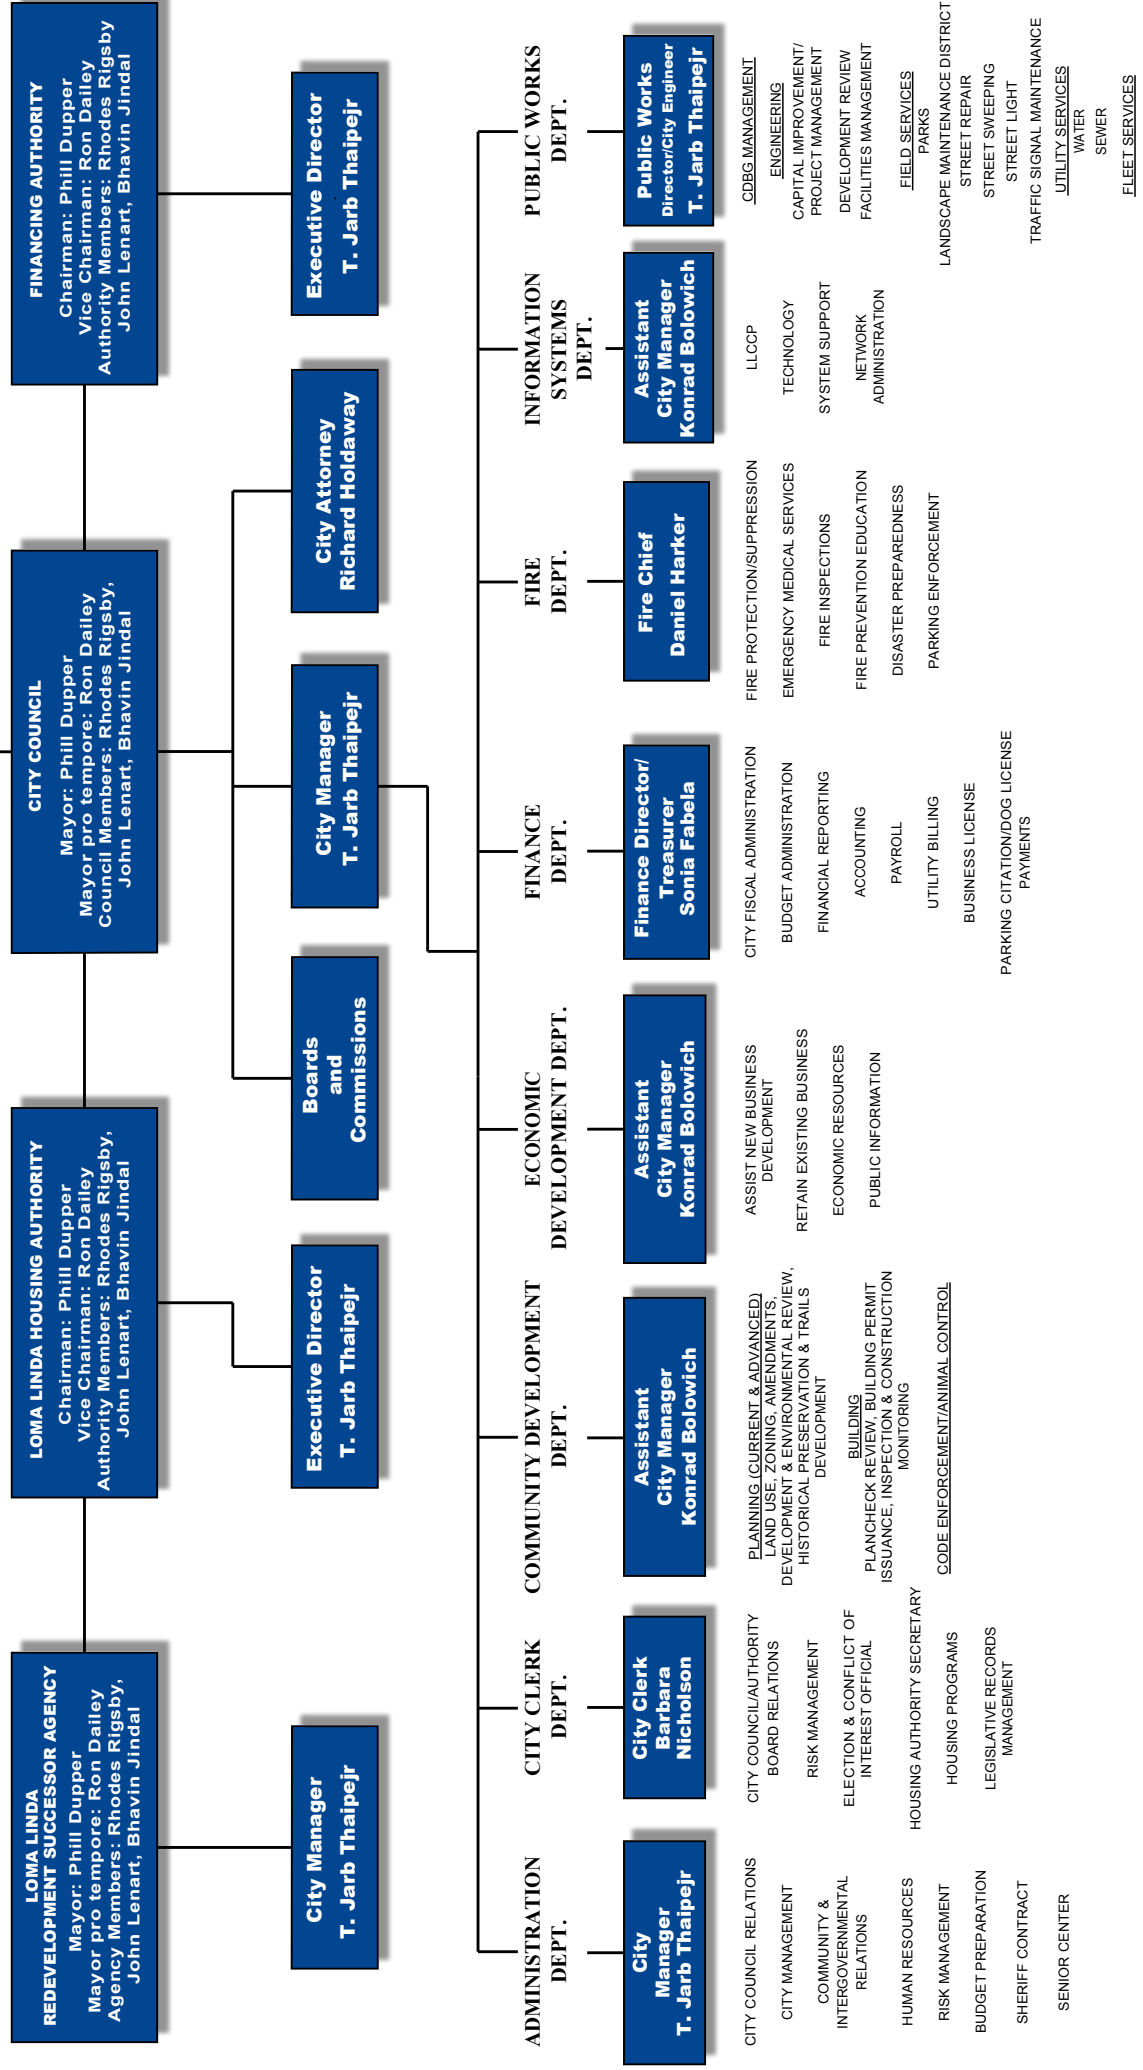 LOMA LINDA
REDEVELOPMENT SUCCESSOR AGENCY
Mayor: Phill Dupper
Mayor pro tempore: Ron Dailey
Agency Members: Rhodes Rigsby,
John Lenart, Bhavin Jindal
LOMA LINDA HOUSING AUTHORITY
Chairman: Phill Dupper
Vice Chairman: Ron Dailey
Authority Members: Rhodes Rigsby,
John Lenart, Bhavin Jindal
CITY COUNCIL
Mayor: Phill Dupper
Mayor pro tempore: Ron Dailey
Council Members: Rhodes Rigsby,
John Lenart, Bhavin Jindal
FINANCING AUTHORITY
Chairman: Phill Dupper
Vice Chairman: Ron Dailey
Authority Members: Rhodes Rigsby
John Lenart, Bhavin Jindal
City Manager
T. Jarb Thaipejr
Executive Director
T. Jarb Thaipejr
Boards
and
Commissions
City Manager
T. Jarb Thaipejr
City Attorney
Richard Holdaway
Executive Director
T. Jarb Thaipejr
ADMINISTRATION
DEPT.
City
Manager
T. Jarb Thaipejr
CITY COUNCIL RELATIONS
CITY MANAGEMENT
COMMUNITY &
INTERGOVERNMENTAL
RELATIONS
HUMAN RESOURCES
RISK MANAGEMENT
BUDGET PREPARATION
SHERIFF CONTRACT
SENIOR CENTER
CITY CLERK
DEPT.
City Clerk
Barbara
Nicholson
CITY COUNCIL/AUTHORITY
BOARD RELATIONS
RISK MANAGEMENT
ELECTION & CONFLICT OF
INTEREST OFFICIAL
HOUSING AUTHORITY SECRETARY
HOUSING PROGRAMS
LEGISLATIVE RECORDS
MANAGEMENT
COMMUNITY DEVELOPMENT
DEPT.
Assistant
City Manager
Konrad Bolowich
PLANNING (CURRENT & ADVANCED)
LAND USE, ZONING, AMENDMENTS,
DEVELOPMENT & ENVIRONMENTAL REVIEW,
HISTORICAL PRESERVATION & TRAILS
DEVELOPMENT
BUILDING
PLANCHECK REVIEW, BUILDING PERMIT
ISSUANCE, INSPECTION & CONSTRUCTION
MONITORING
CODE ENFORCEMENT/ANIMAL CONTROL
ECONOMIC
DEVELOPMENT DEPT.
Assistant
City Manager
Konrad Bolowich
ASSIST NEW BUSINESS
DEVELOPMENT
RETAIN EXISTING BUSINESS
ECONOMIC RESOURCES
PUBLIC INFORMATION
FINANCE
DEPT.
Finance Director/
Treasurer
Sonia Fabela
CITY FISCAL ADMINISTRATION
BUDGET ADMINISTRATION
FINANCIAL REPORTING
ACCOUNTING
PAYROLL
UTILITY BILLING
BUSINESS LICENSE
PARKING CITATION/DOG LICENSE
PAYMENTS
FIRE
DEPT.
Fire Chief
Daniel Harker
FIRE PROTECTION/SUPPRESSION
EMERGENCY MEDICAL SERVICES
FIRE INSPECTIONS
FIRE PREVENTION EDUCATION
DISASTER PREPAREDNESS
PARKING ENFORCEMENT
INFORMATION
SYSTEMS
DEPT.
Assistant
City Manager
Konrad Bolowich
LLCCP
TECHNOLOGY
SYSTEM SUPPORT
NETWORK
ADMINISTRATION
PUBLIC WORKS
DEPT.
Public Works
Director/City Engineer
T. Jarb Thaipejr
CDBG MANAGEMENT
ENGINEERING
CAPITAL IMPROVEMENT/
PROJECT MANAGEMENT
DEVELOPMENT REVIEW
FACILITIES MANAGEMENT
FIELD SERVICES
PARKS
LANDSCAPE MAINTENANCE DISTRICT
STREET REPAIR
STREET SWEEPING
STREET LIGHT
TRAFFIC SIGNAL MAINTENANCE
UTILITY SERVICES
WATER
SEWER
FLEET SERVICES